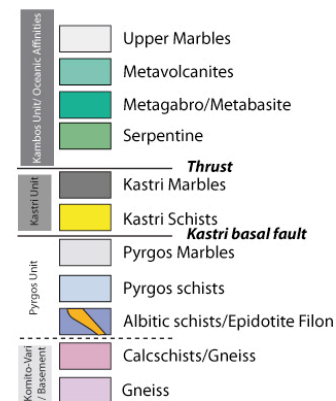 Kambos Unit/ Oceanic Affinities
Upper Marbles
Metavolcanites
Metagabro/Metabasite
Serpentine
Thrust
Kastri Unit
Kastri Marbles
Kastri Schists
Kastri basal fault
Pyrgos Unit
Pyrgos Marbles
Pyrgos schists
Albitic schists/Epidotite Filon
Komito-Vari
/ Basement
Calcschists/Gneiss
Gneiss